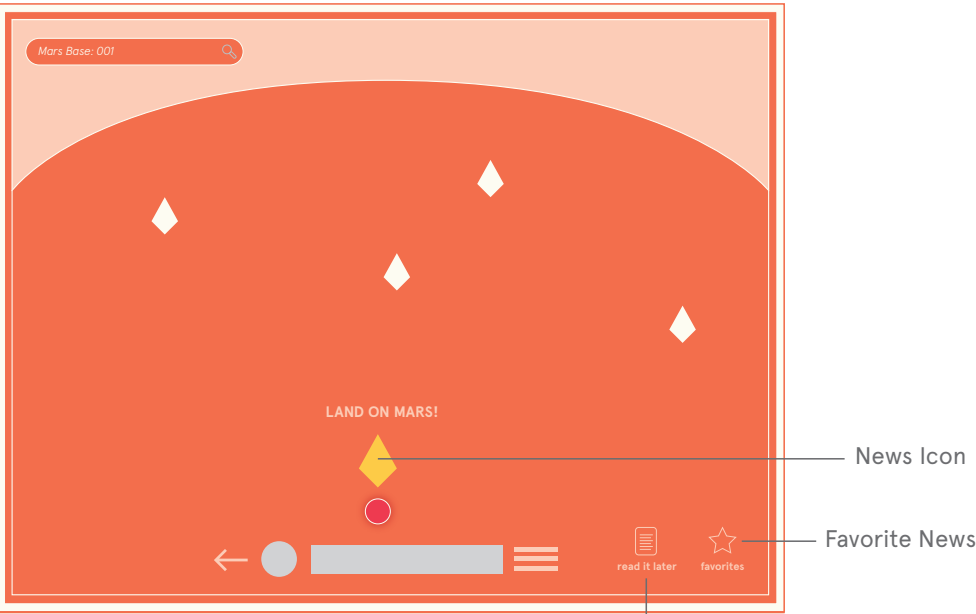 Mars Base: 001
LAND ON MARS!
News Icon
Favorite News
read it later
favorites